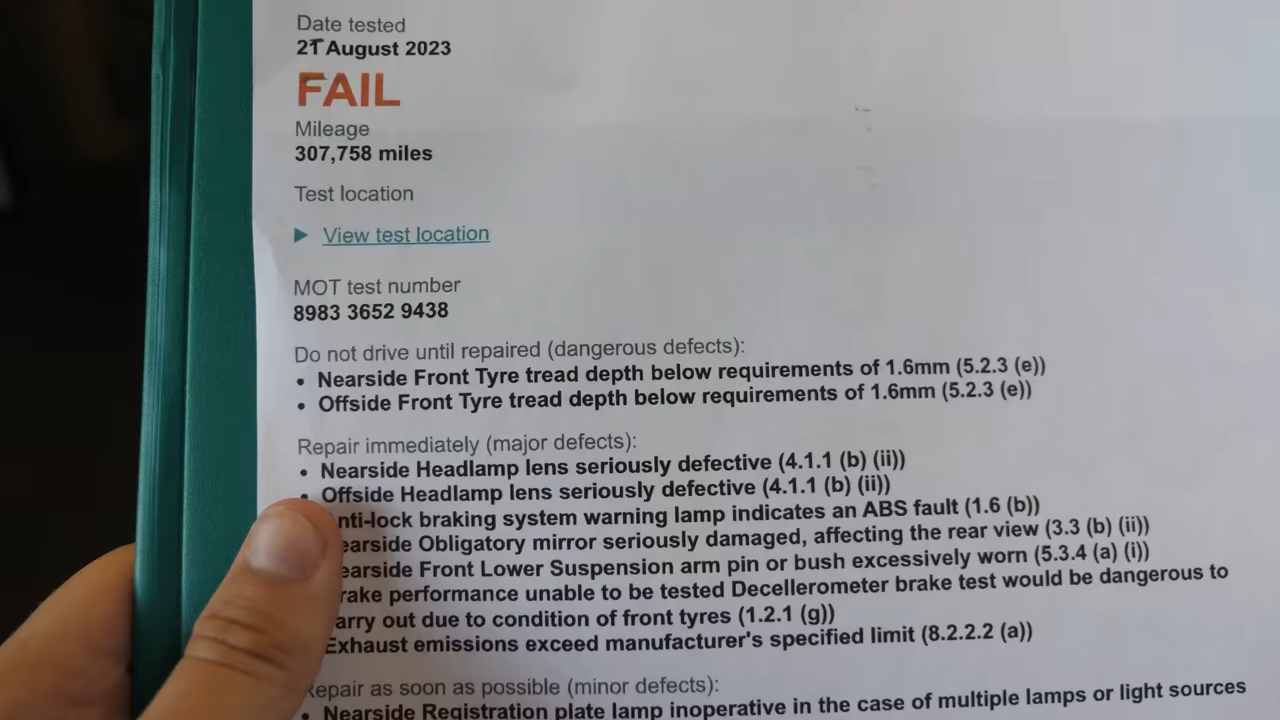 Date tested
21 August 2023
FAIL
Mileage
307,758 miles
Test location
View test location
MOT test number
8983 3652 9438
Do not drive until repaired (dangerous defects):
• Nearside Front Tyre tread depth below requirements of 1.6mm (5.2.3 (e))
• Offside Front Tyre tread depth below requirements of 1.6mm (5.2.3 (e))
Repair immediately (major defects):
• Nearside Headlamp lens seriously defective (4.1.1 (b) (ii))
• Offside Headlamp lens seriously defective (4.1.1 (b) (ii))
nti-lock braking system warning lamp indicates an ABS fault (1.6 (b))
earside Obligatory mirror seriously damaged, affecting the rear view (3.3 (b) (ii))
earside Front Lower Suspension arm pin or bush excessively worn (5.3.4 (a) (i))
rake performance unable to be tested Decellerometer brake test would be dangerous to
arry out due to condition of front tyres (1.2.1 (g))
Exhaust emissions exceed manufacturer's specified limit (8.2.2.2 (a))
Repair as soon as possible (minor defects):
• Nearside Registration plate lamp inoperative in the case of multiple lamps or light sources